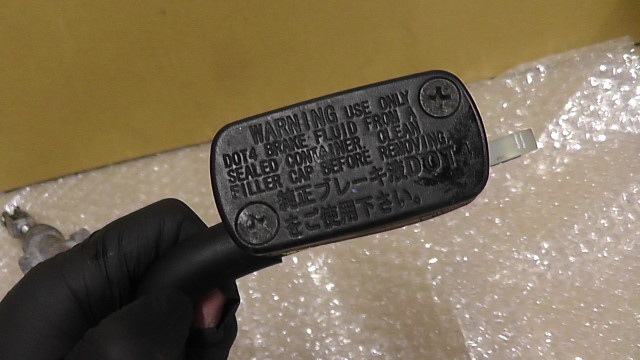 WARNING USE ONLY
DOT4 BRAKE FLUID FROM A
SEALED CONTAINER. CLEAN
FILLER CAP BEFORE REMOVING.
純正ブレーキ液DOT4
をご使用下さい。